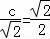 c/√2 = √2/2